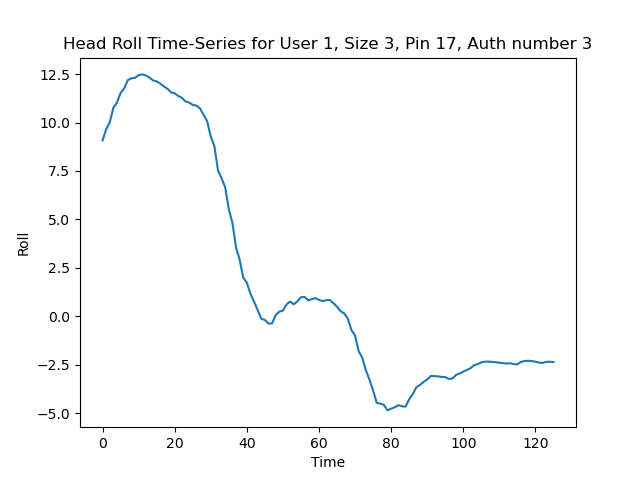 Head Roll Time-Series for User 1, Size 3, Pin 17, Auth number 3
12.5
10.0
7.5
5.0
2.5
0.0
−2.5
−5.0
Roll
0 20 40 60 80 100 120
Time